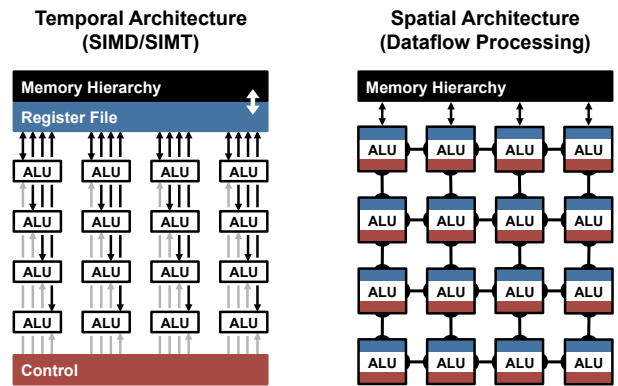 Temporal Architecture
(SIMD/SIMT)
Memory Hierarchy
Register File
ALU ALU ALU ALU
ALU ALU ALU ALU
ALU ALU ALU ALU
ALU ALU ALU ALU
Control
Spatial Architecture
(Dataflow Processing)
Memory Hierarchy
ALU ALU ALU ALU
ALU ALU ALU ALU
ALU ALU ALU ALU
ALU ALU ALU ALU